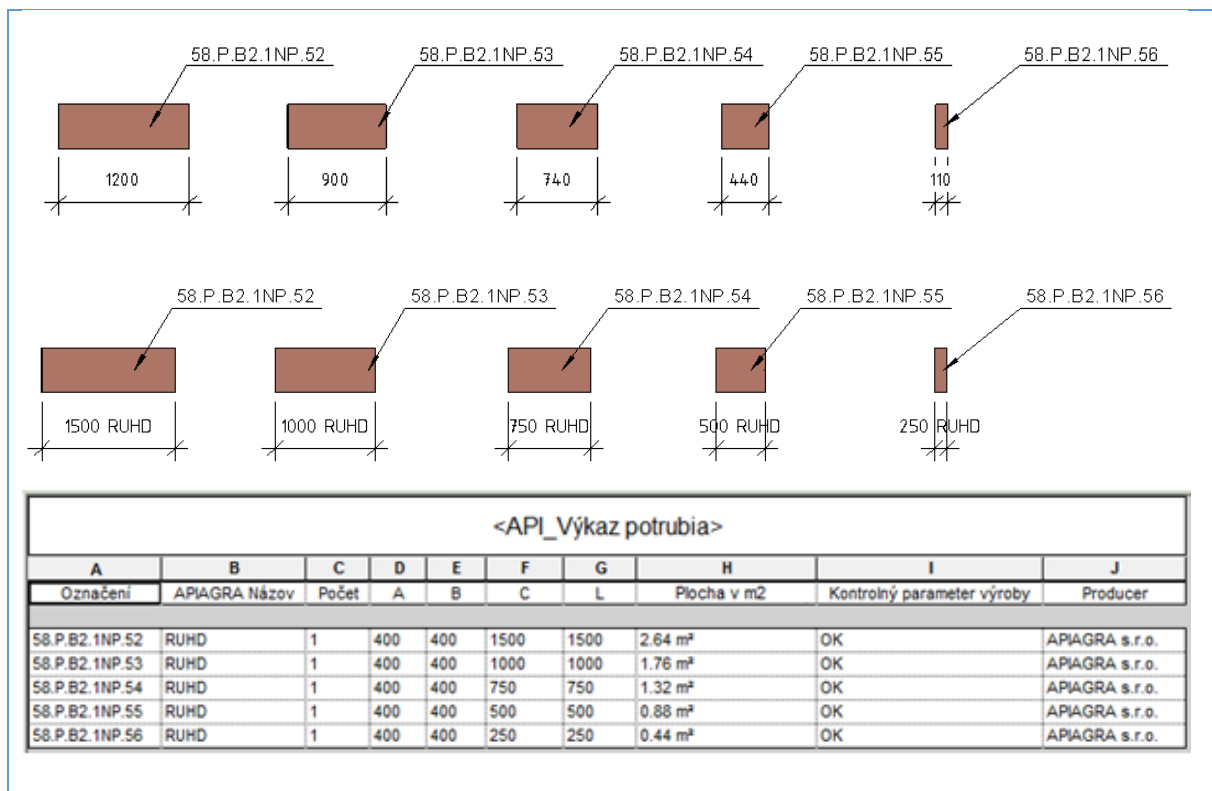 58.P.B2.1NP.52 58.P.B2.1NP.53 58.P.B2.1NP.54 58.P.B2.1NP.55 58.P.B2.1NP.56
1200 900 740 440 110
58.P.B2.1NP.52 58.P.B2.1NP.53 58.P.B2.1NP.54 58.P.B2.1NP.55 58.P.B2.1NP.56
1500 RUHD 1000 RUHD 750 RUHD 500 RUHD 250 RUHD
<API_Výkaz potrubia>
A B C D E F G H I J
Označení APIAGRA Názov Počet A B C L Plocha v m2 Kontrolný parameter výroby Producer
58.P.B2.1NP.52 RUHD 1 400 400 1500 1500 2.64 m² OK APIAGRA s.r.o.
58.P.B2.1NP.53 RUHD 1 400 400 1000 1000 1.76 m² OK APIAGRA s.r.o.
58.P.B2.1NP.54 RUHD 1 400 400 750 750 1.32 m² OK APIAGRA s.r.o.
58.P.B2.1NP.55 RUHD 1 400 400 500 500 0.88 m² OK APIAGRA s.r.o.
58.P.B2.1NP.56 RUHD 1 400 400 250 250 0.44 m² OK APIAGRA s.r.o.